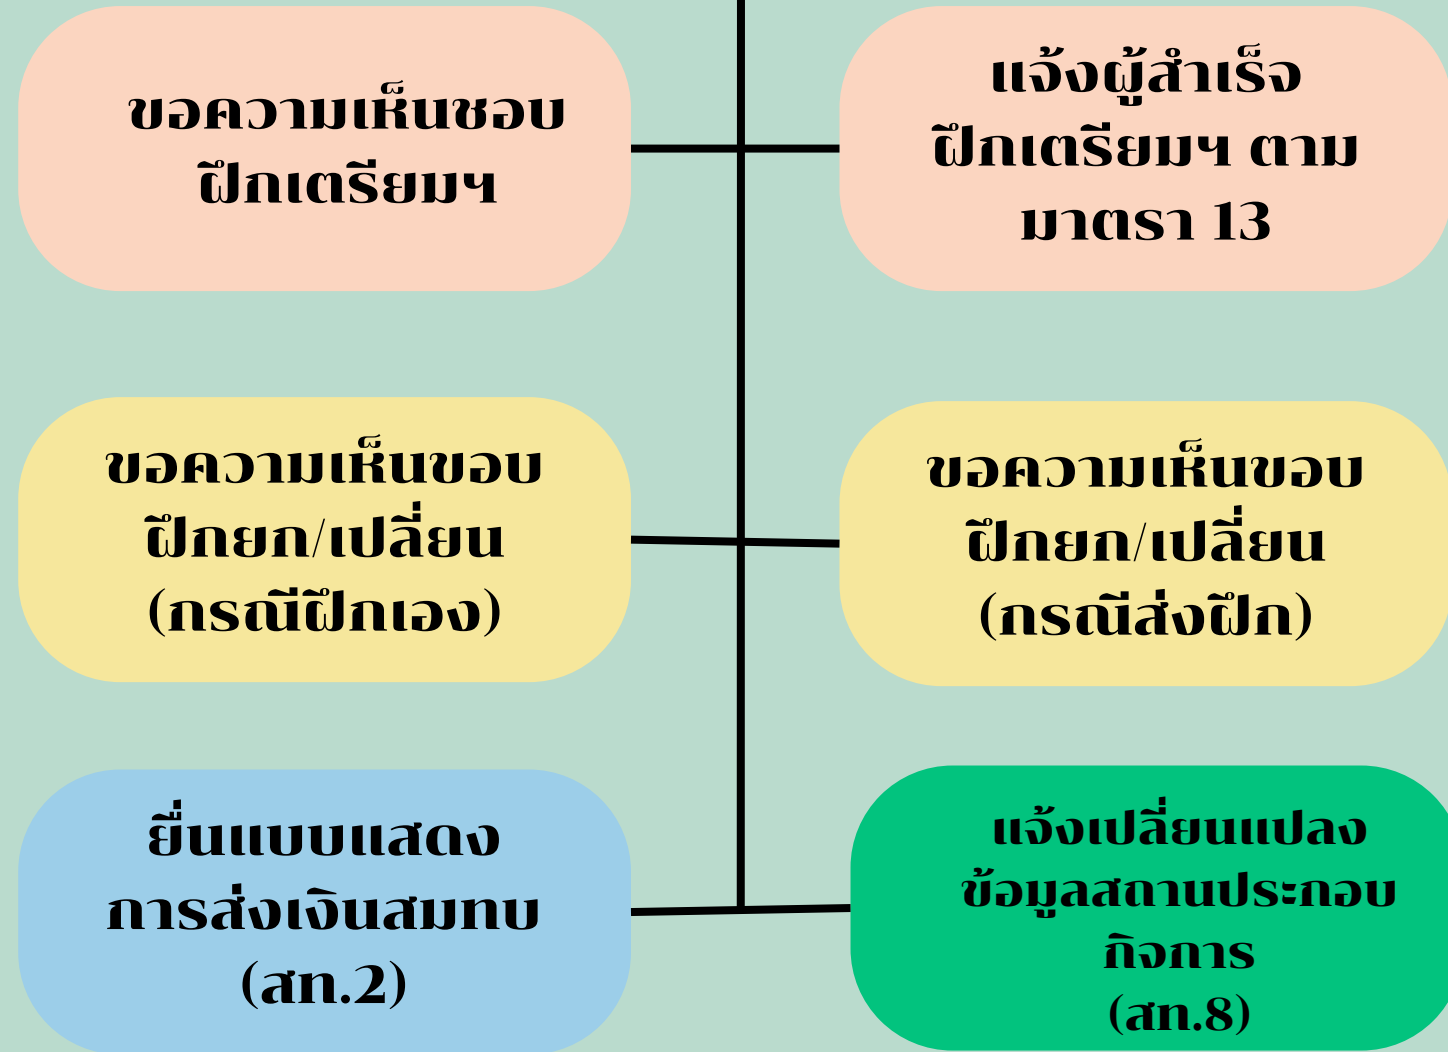 ขอความเห็นชอบ
ฝึกเตรียมฯ
แจ้งผู้สำเร็จ
ฝึกเตรียมฯ ตาม
มาตรา 13
ขอความเห็นขอบ
ฝึกยก/เปลี่ยน
(กรณีฝึกเอง)
ขอความเห็นขอบ
ฝึกยก/เปลี่ยน
(กรณีส่งฝึก)
ยื่นแบบแสดง
การส่งเงินสมทบ
(สท.2)
แจ้งเปลี่ยนแปลง
ข้อมูลสถานประกอบ
กิจการ
(สท.8)